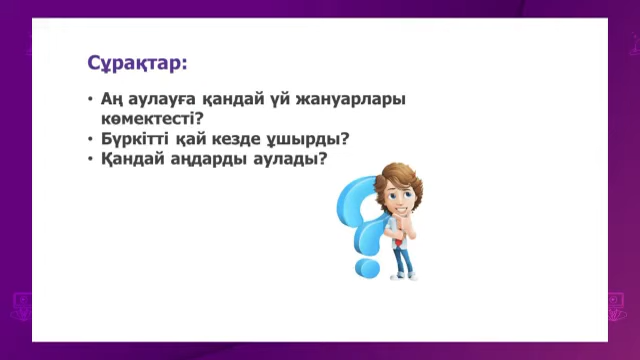 Сұрақтар:
• Аң аулауға қандай үй жануарлары
көмектесті?
• Бүркітті қай кезде ұшырды?
• Қандай аңдарды аулады?